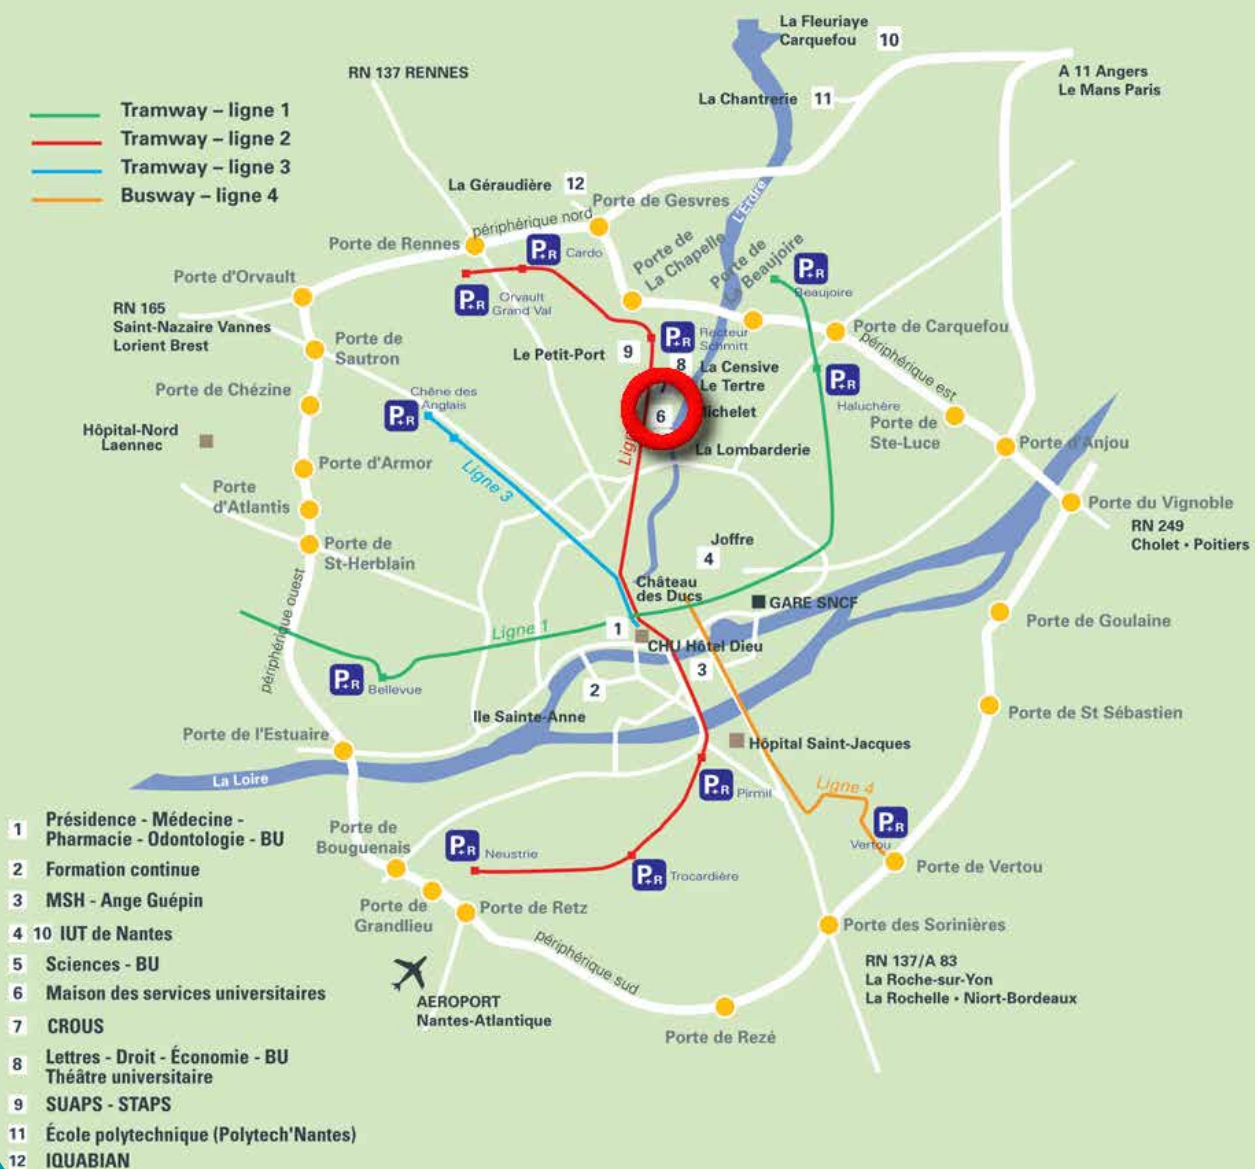 La Fleuriaye
Carquefou 10
RN 137 RENNES
A 11 Angers
Le Mans Paris
La Chantrerie 11
Tramway – ligne 1
Tramway – ligne 2
Tramway – ligne 3
Busway – ligne 4
La Géraudière 12
Porte de Gesvres
L'Erdre
périphérique nord
Porte de Rennes
P+R Cardo
Porte de
La Chapelle
Porte de
La Beaujoire
P+R
Beaujoire
Porte d'Orvault
P+R
Orvault
Grand Val
RN 165
Saint-Nazaire Vannes
Lorient Brest
Porte de
Sautron
Porte de Carquefou
P+R
Recteur
Schmitt
Le Petit-Port 9
8 La Censive
7 Le Tertre
périphérique est
P+R
Haluchère
Porte de Chézine
Chêne des
Anglais
P+R
6 Michelet
Porte de
Ste-Luce
Hôpital-Nord
Laennec
La Lombarderie
Porte d'Anjou
Ligne
Porte d'Armor
Ligne 3
Porte
d'Atlantis
Porte du Vignoble
RN 249
Cholet • Poitiers
Porte de
St-Herblain
Joffre
4
Château
des Ducs
GARE SNCF
périphérique ouest
Ligne 1
1
CHU Hôtel Dieu
Porte de Goulaine
3
P+R Bellevue
2
Ile Sainte-Anne
Porte de St Sébastien
Porte de l'Estuaire
Hôpital Saint-Jacques
La Loire
P+R Pirmil
Ligne 4
P+R
Vertou
Porte de
Bouguenais
P+R Neustrie
P+R Trocardière
Porte de Vertou
Porte de
Grandlieu
Porte de Retz
Porte des Sorinières
périphérique sud
RN 137/A 83
La Roche-sur-Yon
La Rochelle • Niort-Bordeaux
AEROPORT
Nantes-Atlantique
Porte de Rezé
1 Présidence - Médecine -
Pharmacie - Odontologie - BU
2 Formation continue
3 MSH - Ange Guépin
4 10 IUT de Nantes
5 Sciences - BU
6 Maison des services universitaires
7 CROUS
8 Lettres - Droit - Économie - BU
Théâtre universitaire
9 SUAPS - STAPS
11 École polytechnique (Polytech'Nantes)
12 IQUABIAN